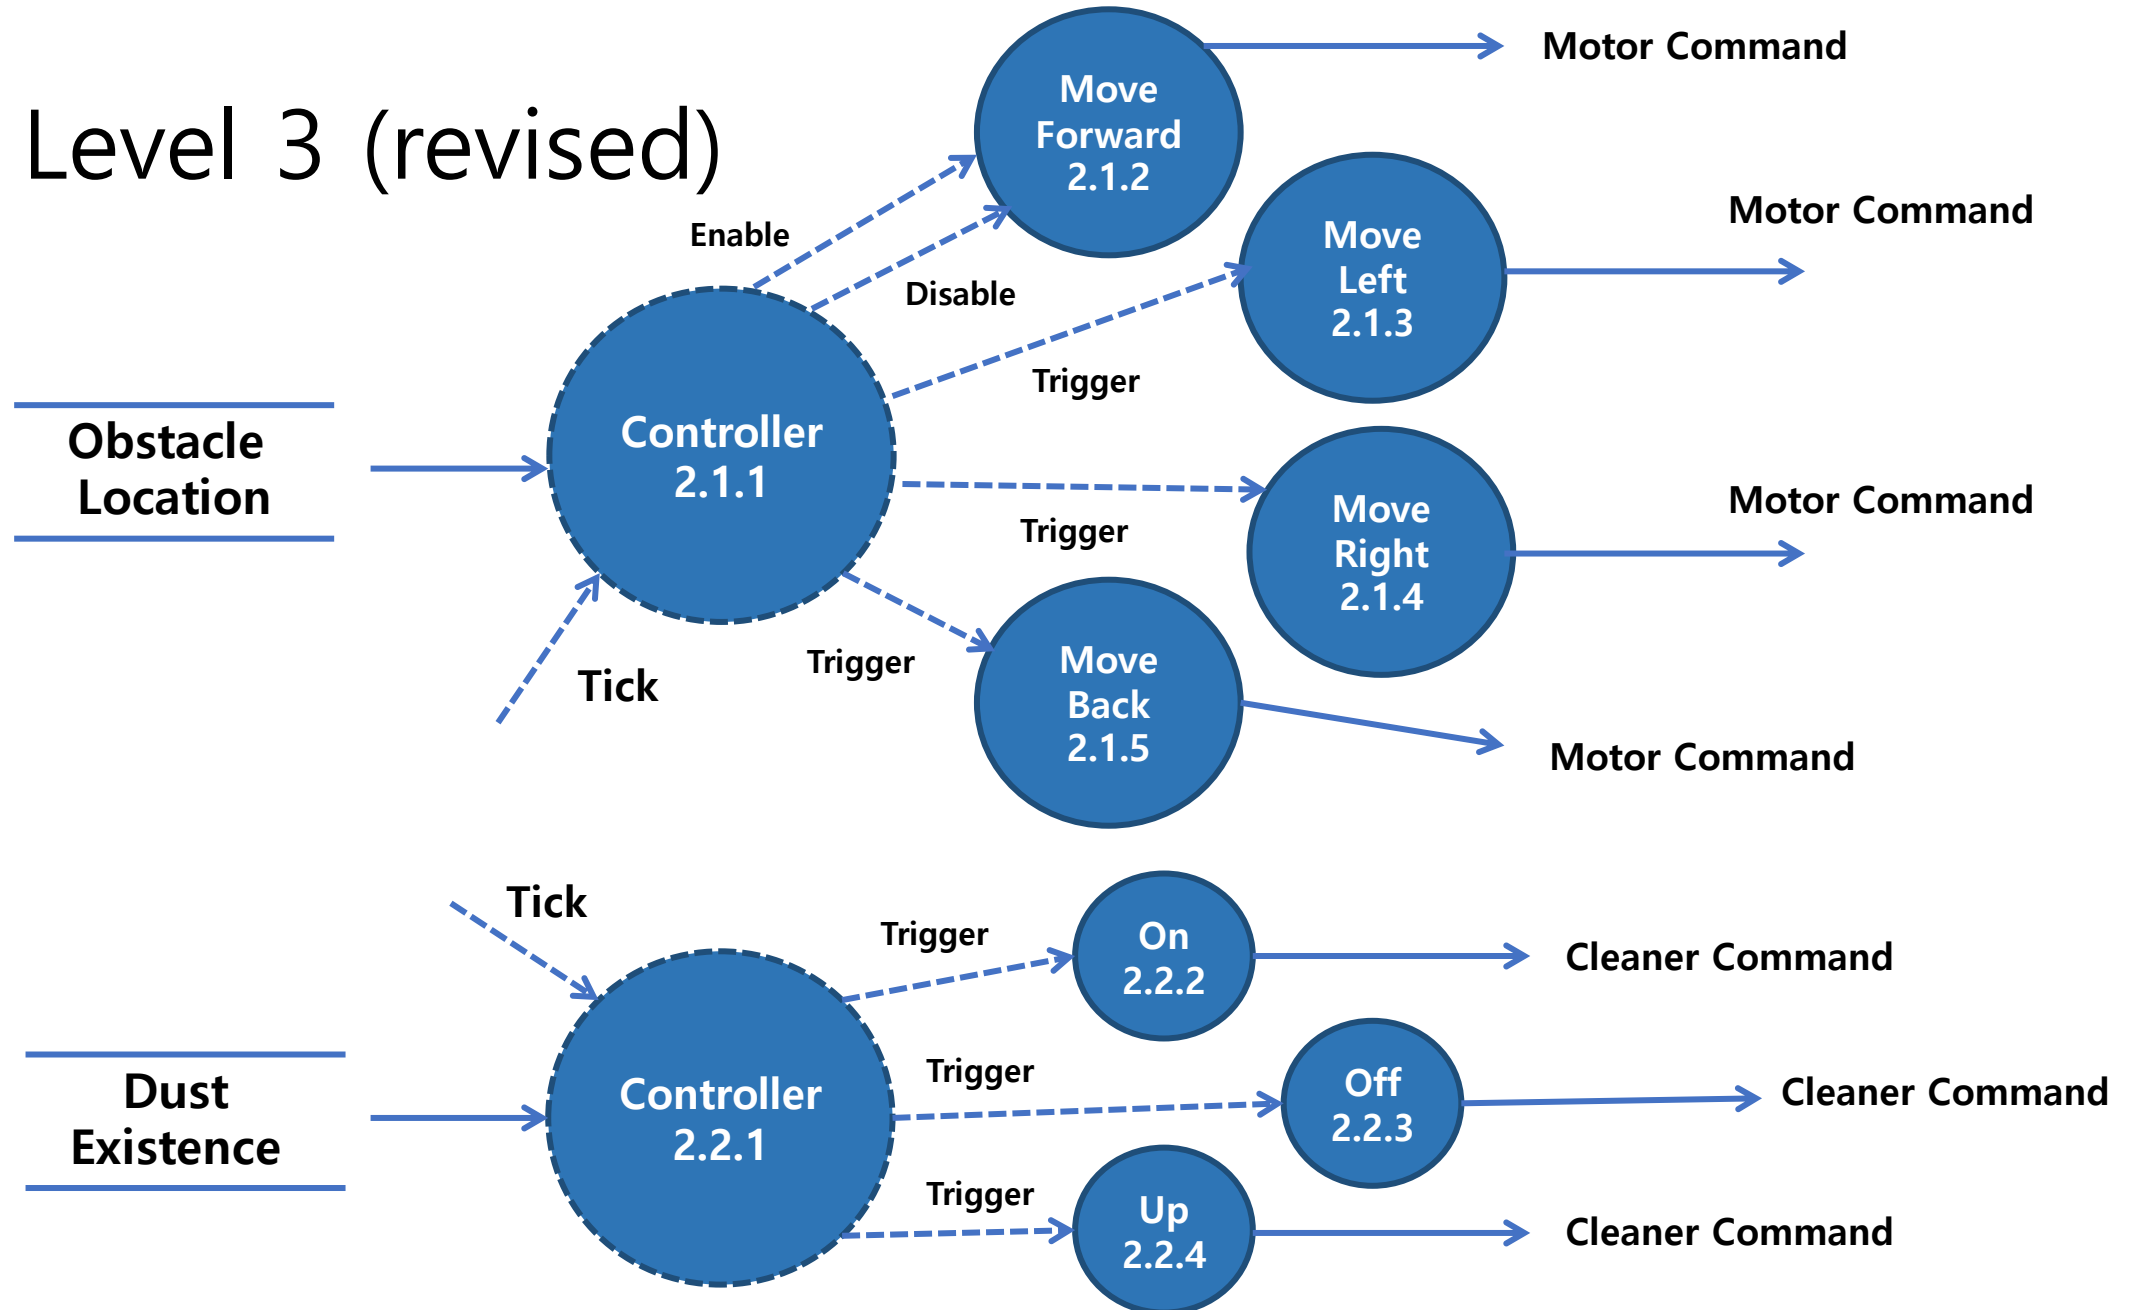 Level 3 (revised)
Move
Forward
2.1.2
Motor Command
Enable
Disable
Move
Left
2.1.3
Motor Command
Trigger
Obstacle
Location
Controller
2.1.1
Trigger
Move
Right
2.1.4
Motor Command
Tick
Trigger
Move
Back
2.1.5
Motor Command
Tick
Trigger
On
2.2.2
Cleaner Command
Dust
Existence
Controller
2.2.1
Trigger
Off
2.2.3
Cleaner Command
Trigger
Up
2.2.4
Cleaner Command